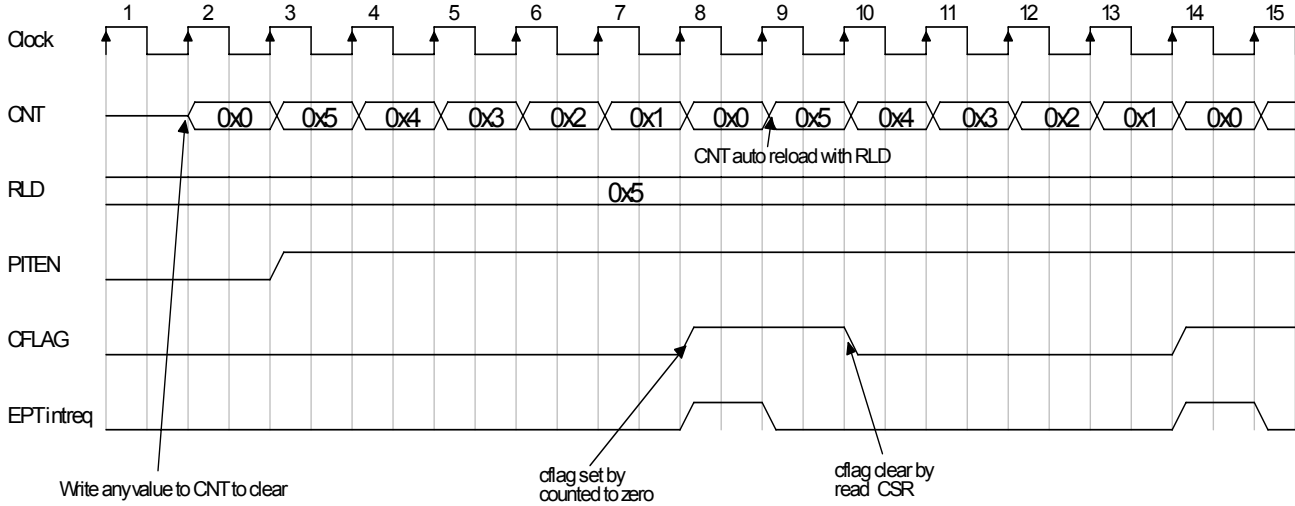 1 2 3 4 5 6 7 8 9 10 11 12 13 14 15
Clock
CNT 0x0 0x5 0x4 0x3 0x2 0x1 0x0 0x5 0x4 0x3 0x2 0x1 0x0
CNT auto reload with RLD
RLD 0x5
PITEN
CFLAG
EPT intreq
Write any value to CNT to clear
cflag set by
counted to zero
cflag clear by
read CSR